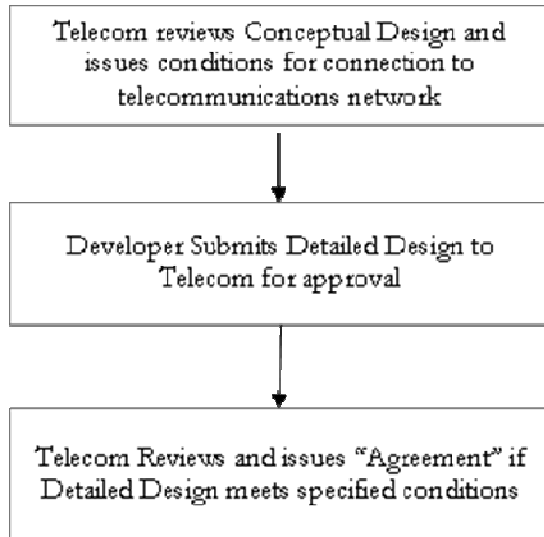 Telecom reviews Conceptual Design and
issues conditions for connection to
telecommunications network
Developer Submits Detailed Design to
Telecom for approval
Telecom Reviews and issues “Agreement” if
Detailed Design meets specified conditions